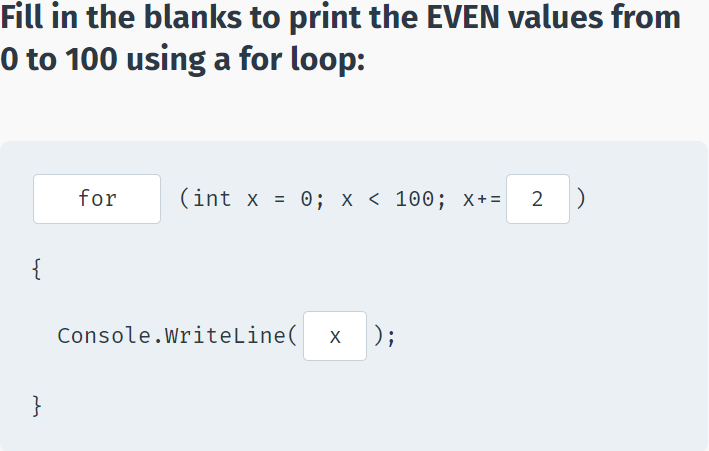 Fill in the blanks to print the EVEN values from
0 to 100 using a for loop:
for (int x = 0; x < 100; x+= 2 )
{
Console.WriteLine( x );
}